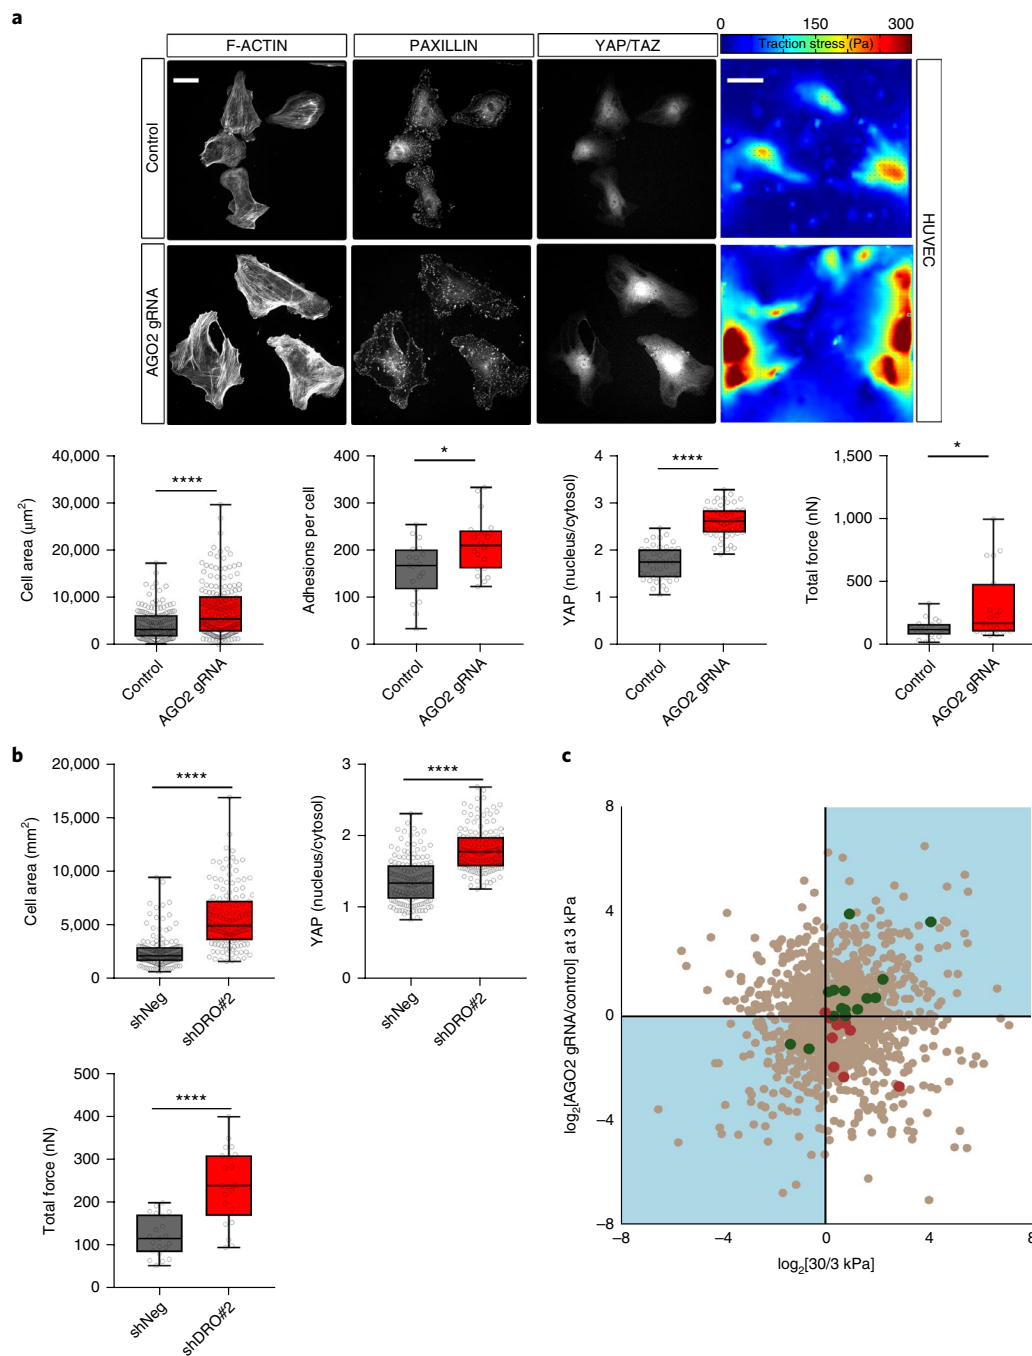 a
0 150 300
Traction stress (Pa)
F-ACTIN PAXILLIN YAP/TAZ
Control
AGO2 gRNA
HUVEC
Cell area (µm²)
40,000
30,000
20,000
10,000
0
****
Control
AGO2 gRNA
Adhesions per cell
400
300
200
100
0
*
Control
AGO2 gRNA
YAP (nucleus/cytosol)
4
3
2
1
0
****
Control
AGO2 gRNA
Total force (nN)
1,500
1,000
500
0
*
Control
AGO2 gRNA
b
Cell area (mm²)
20,000
15,000
10,000
5,000
0
****
shNeg
shDRO#2
YAP (nucleus/cytosol)
3
2
1
0
****
shNeg
shDRO#2
Total force (nN)
500
400
300
200
100
0
****
shNeg
shDRO#2
c
log₂[AGO2 gRNA/control] at 3 kPa
8
4
0
−4
−8
−8 −4 0 4 8
log₂[30/3 kPa]